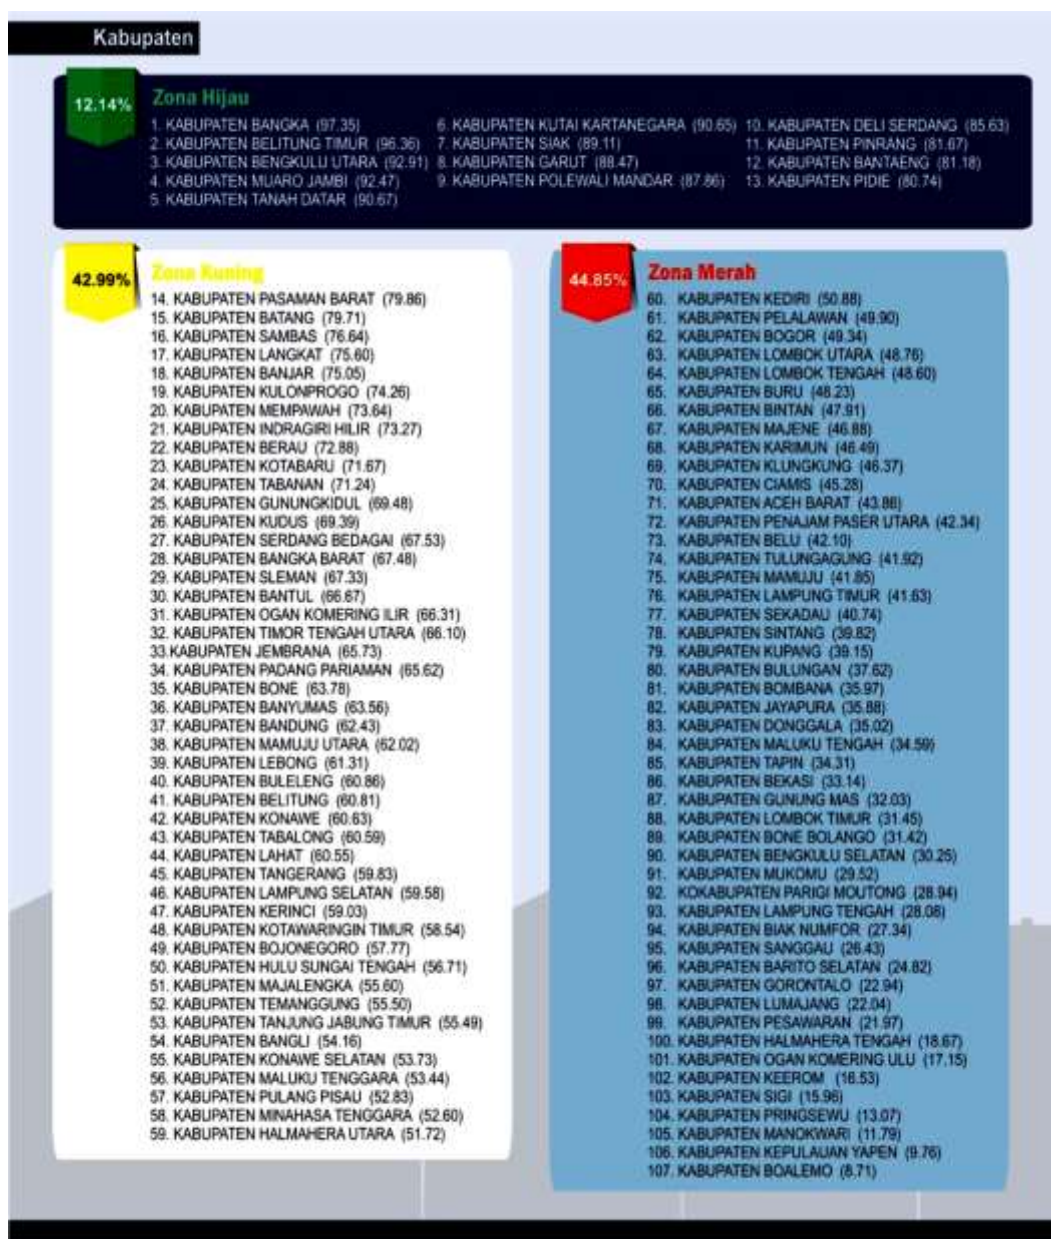 Kabupaten
12.14%
Zona Hijau
1. KABUPATEN BANGKA (97.35)
2. KABUPATEN BELITUNG TIMUR (96.36)
3. KABUPATEN BENGKULU UTARA (92.91)
4. KABUPATEN MUARO JAMBI (92.47)
5. KABUPATEN TANAH DATAR (90.67)
6. KABUPATEN KUTAI KARTANEGARA (90.65)
7. KABUPATEN SIAK (89.11)
8. KABUPATEN GARUT (88.47)
9. KABUPATEN POLEWALI MANDAR (87.86)
10. KABUPATEN DELI SERDANG (85.63)
11. KABUPATEN PINRANG (81.67)
12. KABUPATEN BANTAENG (81.18)
13. KABUPATEN PIDIE (80.74)
42.99%
Zona Kuning
14. KABUPATEN PASAMAN BARAT (79.86)
15. KABUPATEN BATANG (79.71)
16. KABUPATEN SAMBAS (76.64)
17. KABUPATEN LANGKAT (75.60)
18. KABUPATEN BANJAR (75.05)
19. KABUPATEN KULONPROGO (74.26)
20. KABUPATEN MEMPAWAH (73.64)
21. KABUPATEN INDRAGIRI HILIR (73.27)
22. KABUPATEN BERAU (72.88)
23. KABUPATEN KOTABARU (71.67)
24. KABUPATEN TABANAN (71.24)
25. KABUPATEN GUNUNGKIDUL (69.48)
26. KABUPATEN KUDUS (69.39)
27. KABUPATEN SERDANG BEDAGAI (67.53)
28. KABUPATEN BANGKA BARAT (67.48)
29. KABUPATEN SLEMAN (67.33)
30. KABUPATEN BANTUL (66.67)
31. KABUPATEN OGAN KOMERING ILIR (66.31)
32. KABUPATEN TIMOR TENGAH UTARA (66.10)
33.KABUPATEN JEMBRANA (65.73)
34. KABUPATEN PADANG PARIAMAN (65.62)
35. KABUPATEN BONE (63.78)
36. KABUPATEN BANYUMAS (63.56)
37. KABUPATEN BANDUNG (62.43)
38. KABUPATEN MAMUJU UTARA (62.02)
39. KABUPATEN LEBONG (61.31)
40. KABUPATEN BULELENG (60.86)
41. KABUPATEN BELITUNG (60.81)
42. KABUPATEN KONAWE (60.63)
43. KABUPATEN TABALONG (60.59)
44. KABUPATEN LAHAT (60.55)
45. KABUPATEN TANGERANG (59.83)
46. KABUPATEN LAMPUNG SELATAN (59.58)
47. KABUPATEN KERINCI (59.03)
48. KABUPATEN KOTAWARINGIN TIMUR (58.54)
49. KABUPATEN BOJONEGORO (57.77)
50. KABUPATEN HULU SUNGAI TENGAH (56.71)
51. KABUPATEN MAJALENGKA (55.60)
52. KABUPATEN TEMANGGUNG (55.50)
53. KABUPATEN TANJUNG JABUNG TIMUR (55.49)
54. KABUPATEN BANGLI (54.16)
55. KABUPATEN KONAWE SELATAN (53.73)
56. KABUPATEN MALUKU TENGGARA (53.44)
57. KABUPATEN PULANG PISAU (52.83)
58. KABUPATEN MINAHASA TENGGARA (52.60)
59. KABUPATEN HALMAHERA UTARA (51.72)
44.85%
Zona Merah
60. KABUPATEN KEDIRI (50.88)
61. KABUPATEN PELALAWAN (49.90)
62. KABUPATEN BOGOR (49.34)
63. KABUPATEN LOMBOK UTARA (48.76)
64. KABUPATEN LOMBOK TENGAH (48.60)
65. KABUPATEN BURU (48.23)
66. KABUPATEN BINTAN (47.91)
67. KABUPATEN MAJENE (46.88)
68. KABUPATEN KARIMUN (46.49)
69. KABUPATEN KLUNGKUNG (46.37)
70. KABUPATEN CIAMIS (45.28)
71. KABUPATEN ACEH BARAT (43.86)
72. KABUPATEN PENAJAM PASER UTARA (42.34)
73. KABUPATEN BELU (42.10)
74. KABUPATEN TULUNGAGUNG (41.92)
75. KABUPATEN MAMUJU (41.85)
76. KABUPATEN LAMPUNG TIMUR (41.63)
77. KABUPATEN SEKADAU (40.74)
78. KABUPATEN SINTANG (39.82)
79. KABUPATEN KUPANG (39.15)
80. KABUPATEN BULUNGAN (37.62)
81. KABUPATEN BOMBANA (35.97)
82. KABUPATEN JAYAPURA (35.88)
83. KABUPATEN DONGGALA (35.02)
84. KABUPATEN MALUKU TENGAH (34.59)
85. KABUPATEN TAPIN (34.31)
86. KABUPATEN BEKASI (33.14)
87. KABUPATEN GUNUNG MAS (32.03)
88. KABUPATEN LOMBOK TIMUR (31.45)
89. KABUPATEN BONE BOLANGO (31.42)
90. KABUPATEN BENGKULU SELATAN (30.25)
91. KABUPATEN MUKOMU (29.52)
92. KOKABUPATEN PARIGI MOUTONG (28.94)
93. KABUPATEN LAMPUNG TENGAH (28.08)
94. KABUPATEN BIAK NUMFOR (27.34)
95. KABUPATEN SANGGAU (26.43)
96. KABUPATEN BARITO SELATAN (24.82)
97. KABUPATEN GORONTALO (22.94)
98. KABUPATEN LUMAJANG (22.04)
99. KABUPATEN PESAWARAN (21.97)
100. KABUPATEN HALMAHERA TENGAH (18.67)
101. KABUPATEN OGAN KOMERING ULU (17.15)
102. KABUPATEN KEEROM (16.53)
103. KABUPATEN SIGI (15.96)
104. KABUPATEN PRINGSEWU (13.07)
105. KABUPATEN MANOKWARI (11.79)
106. KABUPATEN KEPULAUAN YAPEN (9.76)
107. KABUPATEN BOALEMO (8.71)